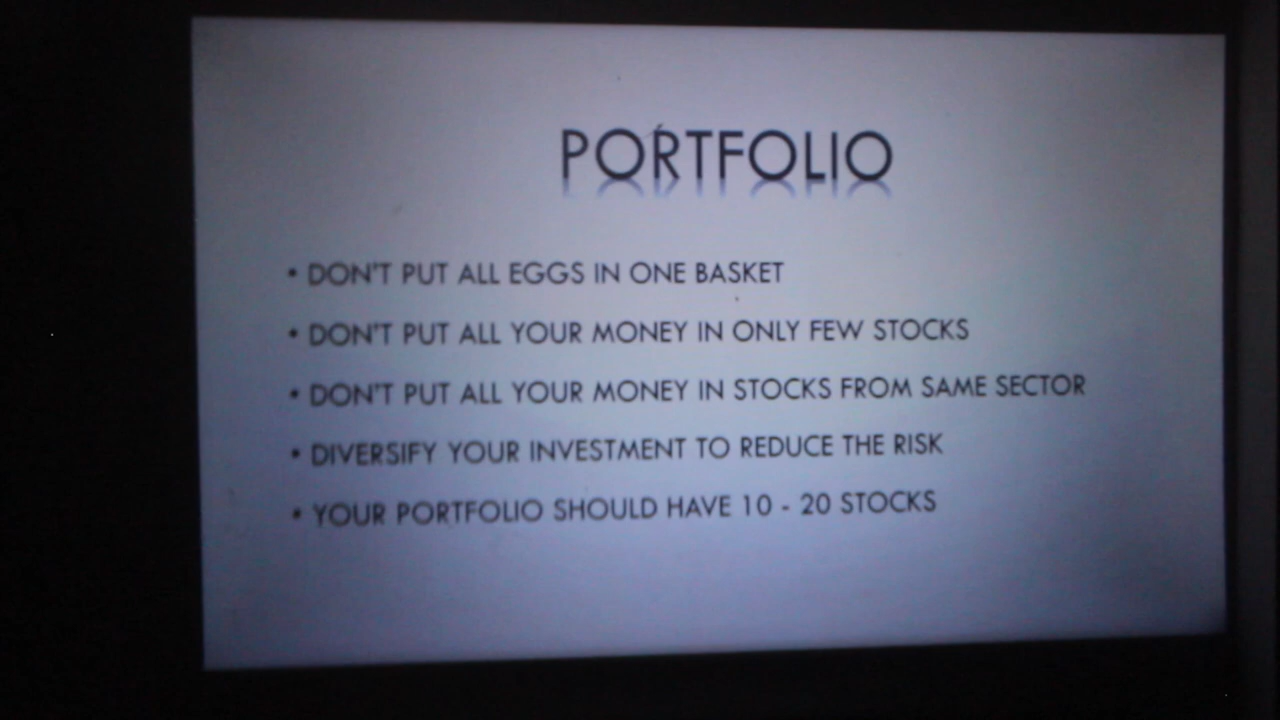 PORTFOLIO
• DON'T PUT ALL EGGS IN ONE BASKET
• DON'T PUT ALL YOUR MONEY IN ONLY FEW STOCKS
• DON'T PUT ALL YOUR MONEY IN STOCKS FROM SAME SECTOR
• DIVERSIFY YOUR INVESTMENT TO REDUCE THE RISK
• YOUR PORTFOLIO SHOULD HAVE 10 - 20 STOCKS